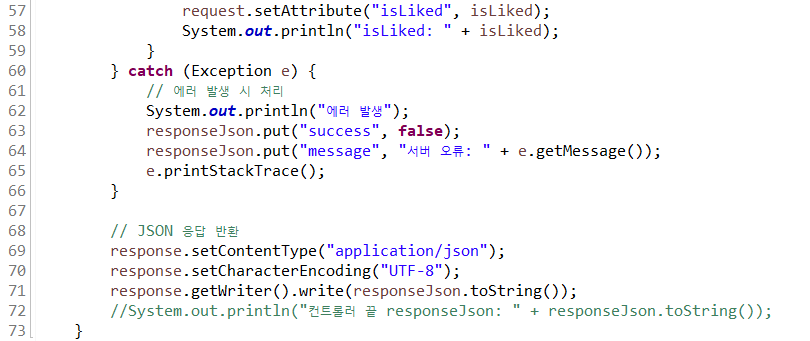 57                 request.setAttribute("isLiked", isLiked);
58                 System.out.println("isLiked: " + isLiked);
59             }
60         } catch (Exception e) {
61             // 에러 발생 시 처리
62             System.out.println("에러 발생");
63             responseJson.put("success", false);
64             responseJson.put("message", "서버 오류: " + e.getMessage());
65             e.printStackTrace();
66         }
67
68         // JSON 응답 반환
69         response.setContentType("application/json");
70         response.setCharacterEncoding("UTF-8");
71         response.getWriter().write(responseJson.toString());
72         //System.out.println("컨트롤러 끝 responseJson: " + responseJson.toString());
73     }